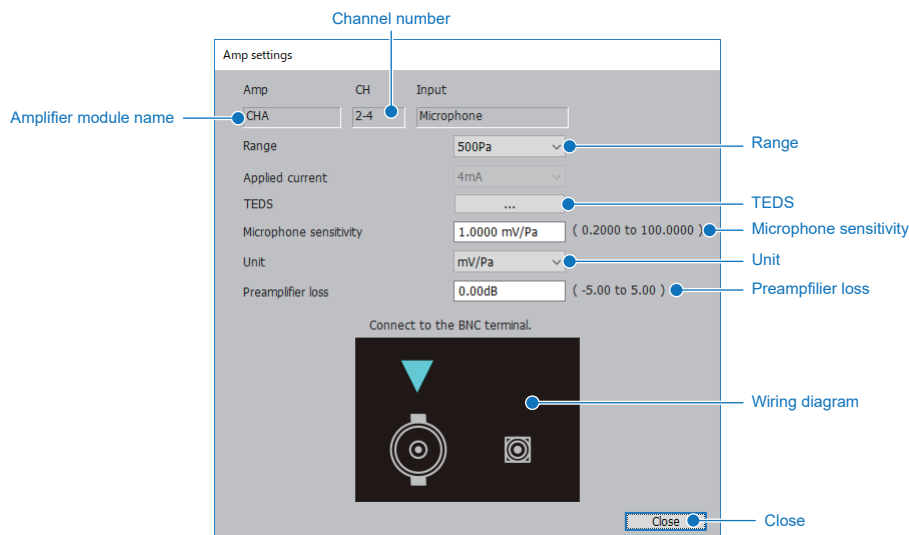 Channel number
Amp settings
Amp CH Input
Amplifier module name CHA 2-4 Microphone
Range 500Pa Range
Applied current 4mA
TEDS ... TEDS
Microphone sensitivity 1.0000 mV/Pa ( 0.2000 to 100.0000 ) Microphone sensitivity
Unit mV/Pa Unit
Preamplifier loss 0.00dB ( -5.00 to 5.00 ) Preampfilier loss
Connect to the BNC terminal.
Wiring diagram
Close Close